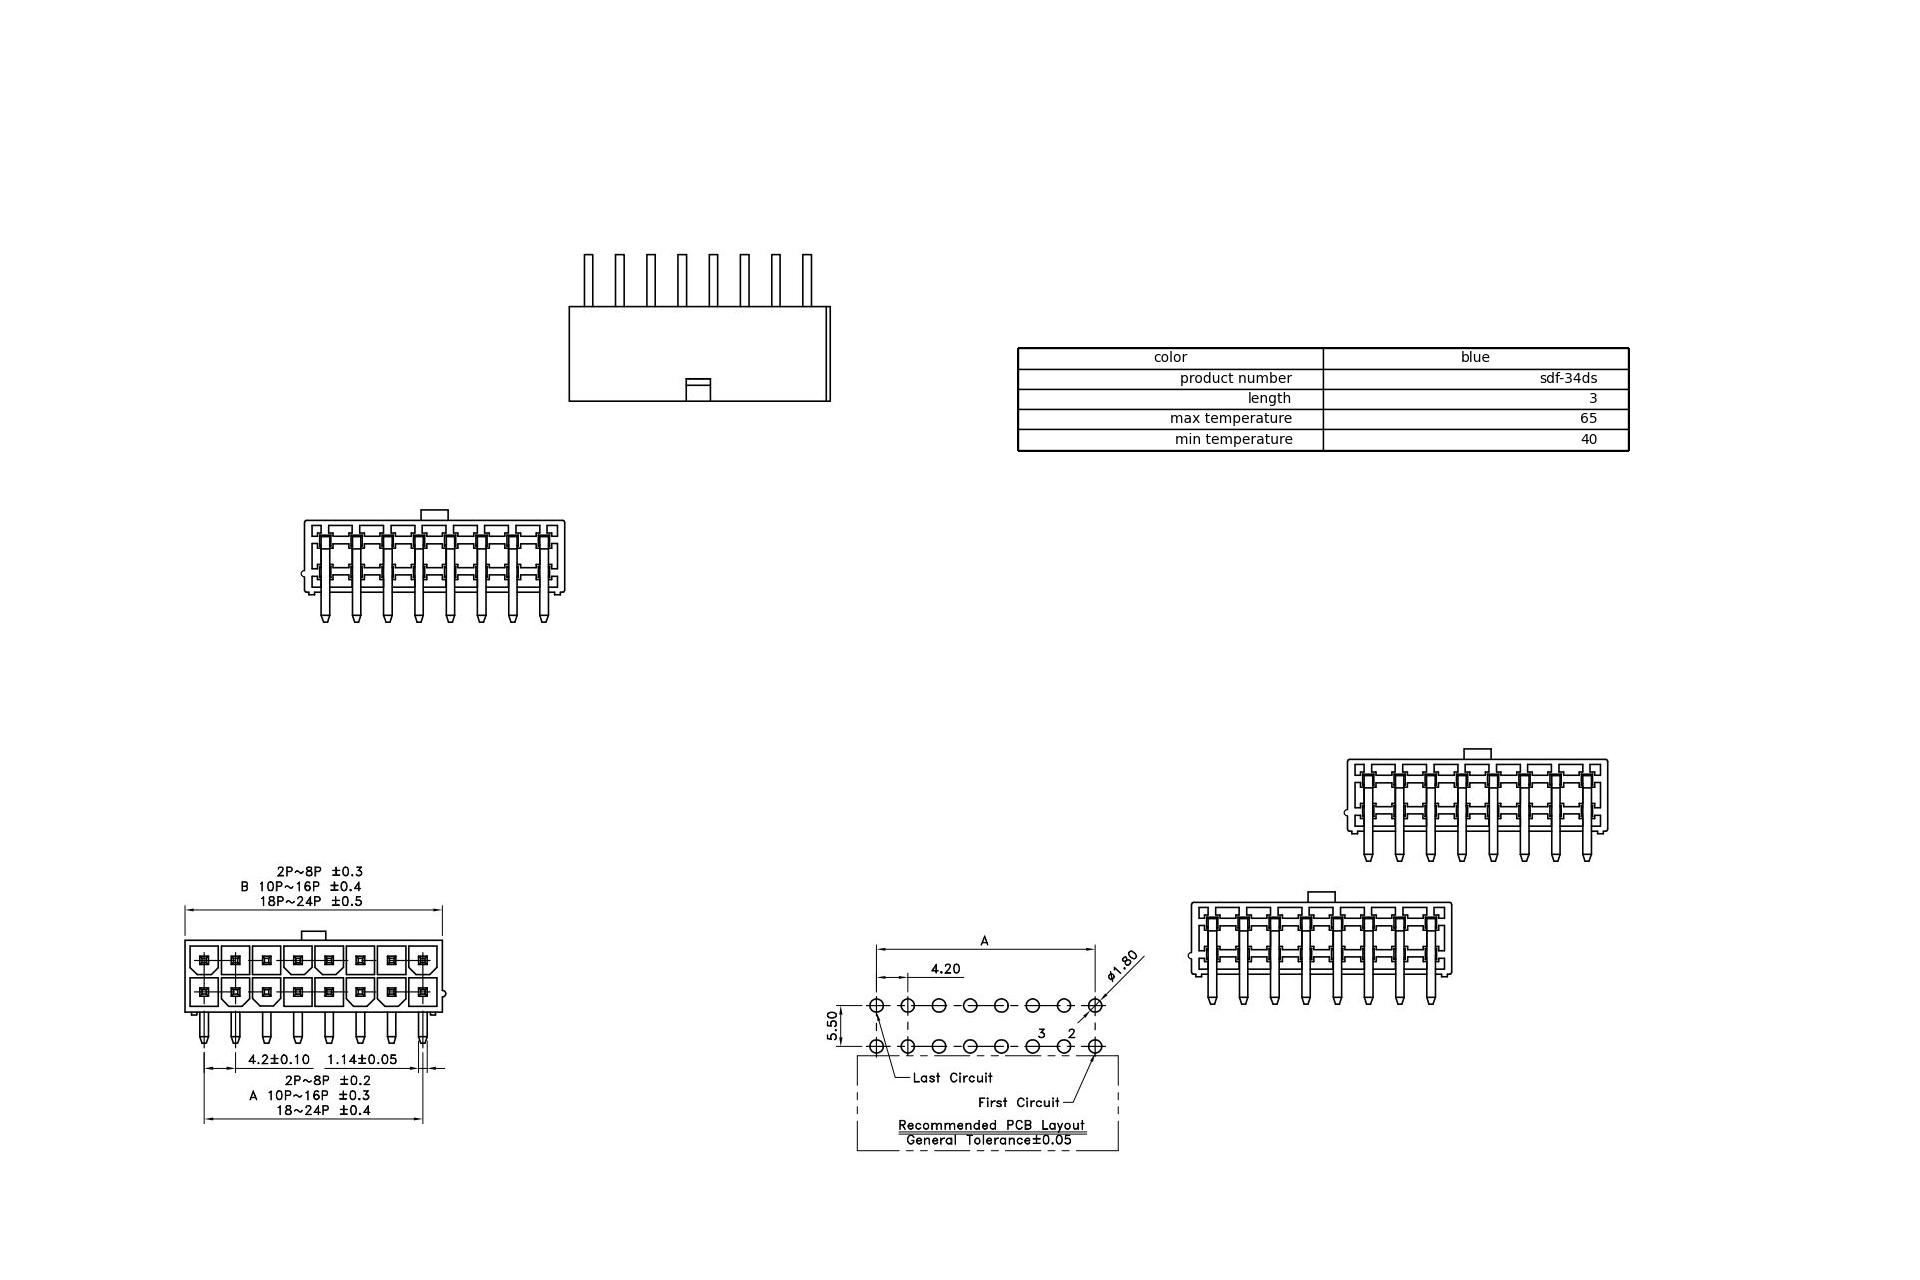 color blue
product number sdf-34ds
length 3
max temperature 65
min temperature 40
2P~8P ±0.3
B 10P~16P ±0.4
18P~24P ±0.5
4.2±0.10 1.14±0.05
2P~8P ±0.2
A 10P~16P ±0.3
18~24P ±0.4
A
4.20
ø1.80
5.50
3 2
Last Circuit
First Circuit
Recommended PCB Layout
General Tolerance±0.05